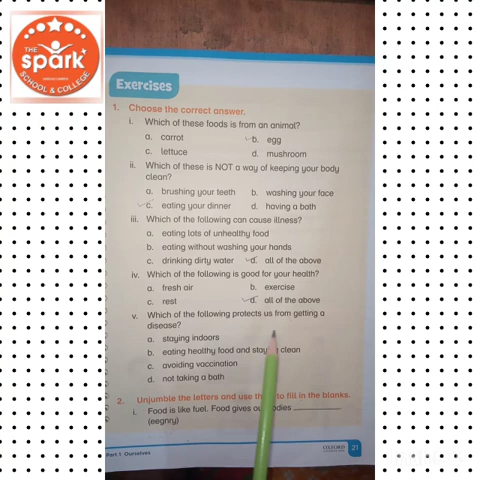 THE
spark
SCHOOL & COLLEGE
Exercises
1. Choose the correct answer.
i. Which of these foods is from an animal?
a. carrot b. egg
c. lettuce d. mushroom
ii. Which of these is NOT a way of keeping your body
clean?
a. brushing your teeth b. washing your face
c. eating your dinner d. having a bath
iii. Which of the following can cause illness?
a. eating lots of unhealthy food
b. eating without washing your hands
c. drinking dirty water d. all of the above
iv. Which of the following is good for your health?
a. fresh air b. exercise
c. rest d. all of the above
v. Which of the following protects us from getting a
disease?
a. staying indoors
b. eating healthy food and clean
c. avoiding vaccination
d. not taking a bath
2. Unjumble the letters and use to fill in the blanks.
i. Food is like fuel. Food gives ____________
(eegnry)
Part 1 Ourselves
OXFORD
21